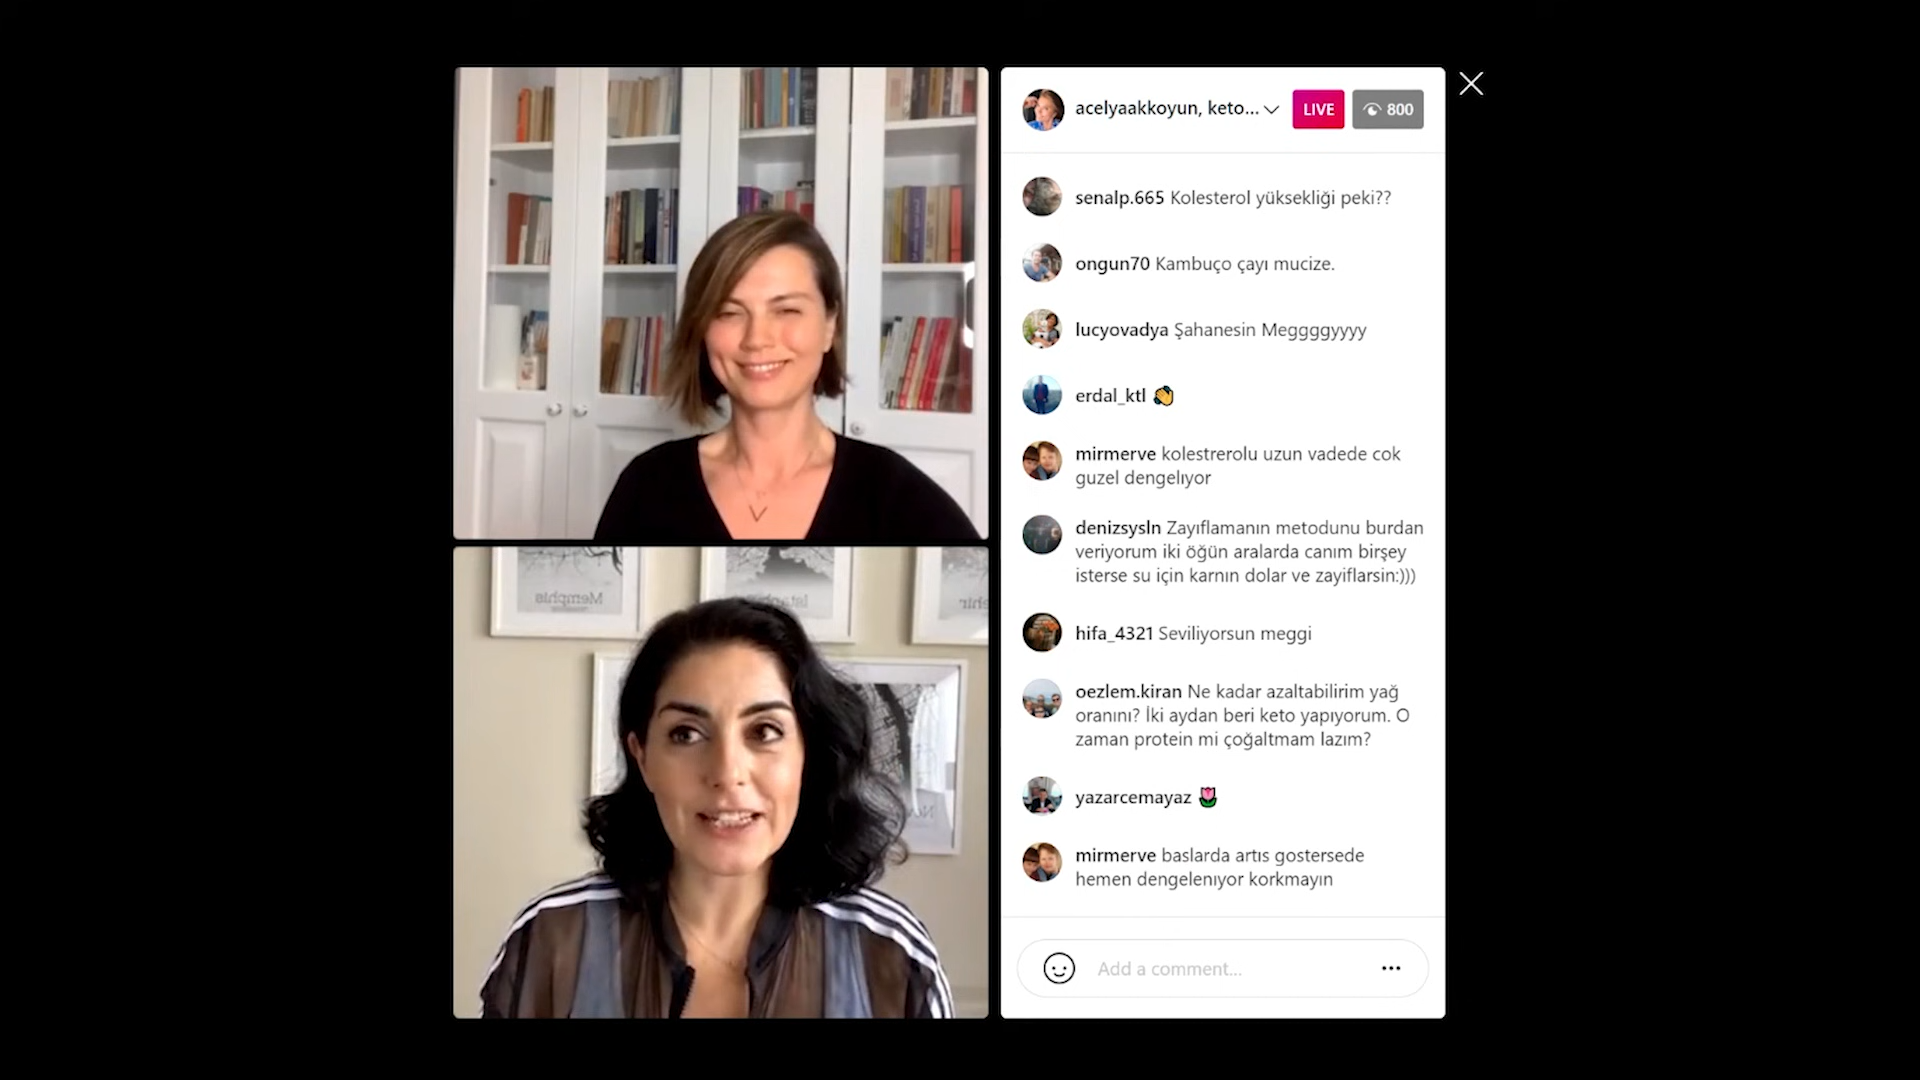 acelyaakkoyun, keto...
LIVE
800
senalp.665 Kolesterol yüksekliği peki??
ongun70 Kambuço çayı mucize.
lucyovadya Şahanesin Meggggyyyy
erdal_ktl
mirmerve kolestrerolu uzun vadede cok
guzel dengelıyor
denizsysln Zayıflamanın metodunu burdan
veriyorum iki öğün aralarda canım birşey
isterse su için karnın dolar ve zayiflarsin:)))
hifa_4321 Seviliyorsun meggi
oezlem.kiran Ne kadar azaltabilirim yağ
oranını? İki aydan beri keto yapıyorum. O
zaman protein mi çoğaltmam lazım?
yazarcemayaz
mirmerve baslarda artıs gostersede
hemen dengelenıyor korkmayın
Add a comment...
Memphis